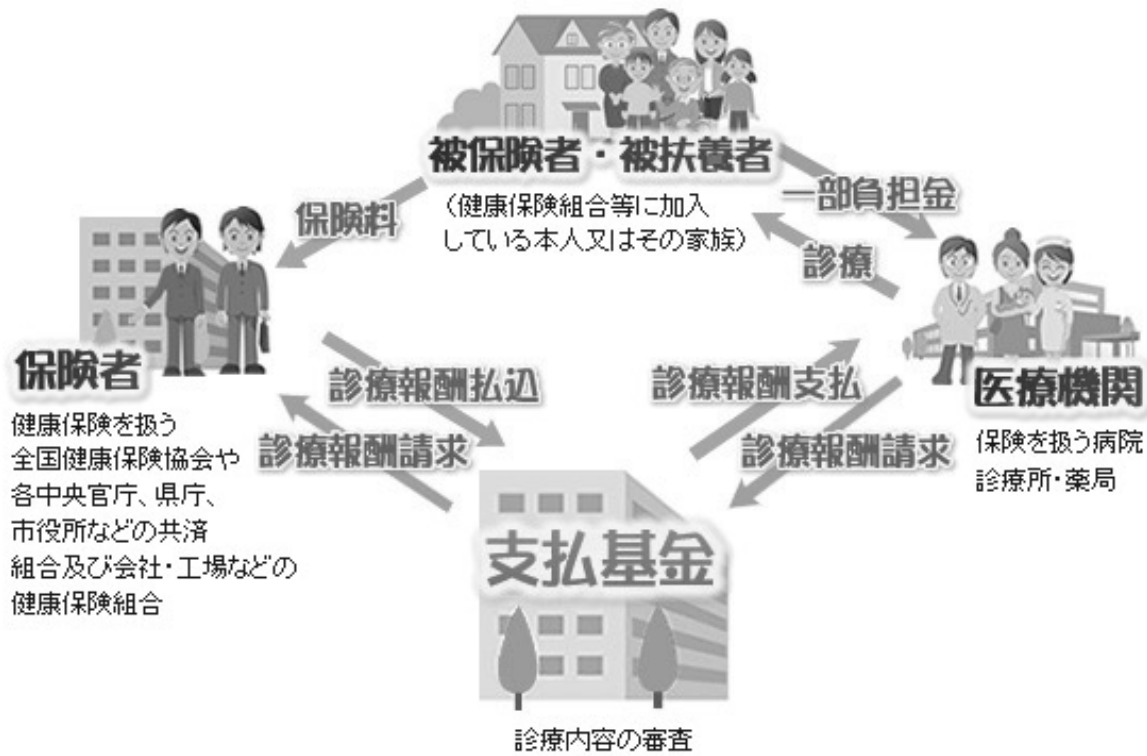 被保険者・被扶養者
(健康保険組合等に加入
している本人又はその家族)
保険料
一部負担金
診療
保険者
健康保険を扱う
全国健康保険協会や
各中央官庁、県庁、
市役所などの共済
組合及び会社・工場などの
健康保険組合
診療報酬払込
診療報酬請求
診療報酬支払
診療報酬請求
医療機関
保険を扱う病院
診療所・薬局
支払基金
診療内容の審査